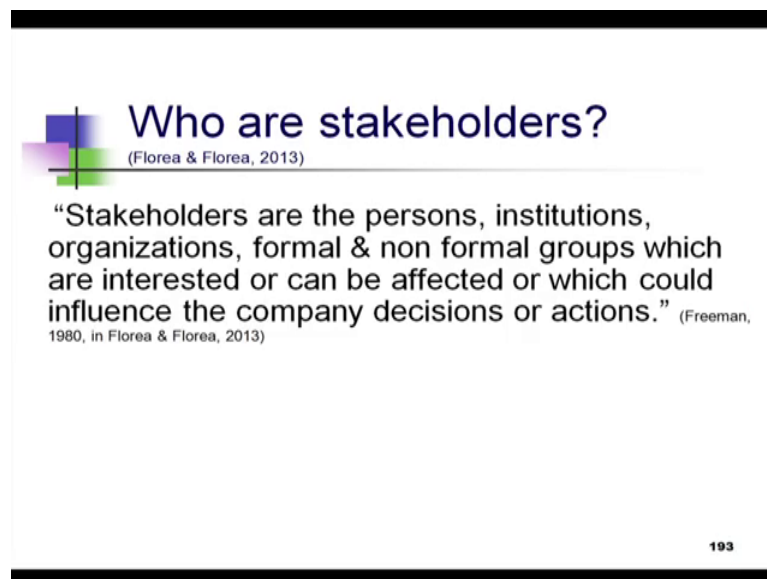 Who are stakeholders?
(Florea & Florea, 2013)
“Stakeholders are the persons, institutions,
organizations, formal & non formal groups which
are interested or can be affected or which could
influence the company decisions or actions.” (Freeman,
1980, in Florea & Florea, 2013)
193